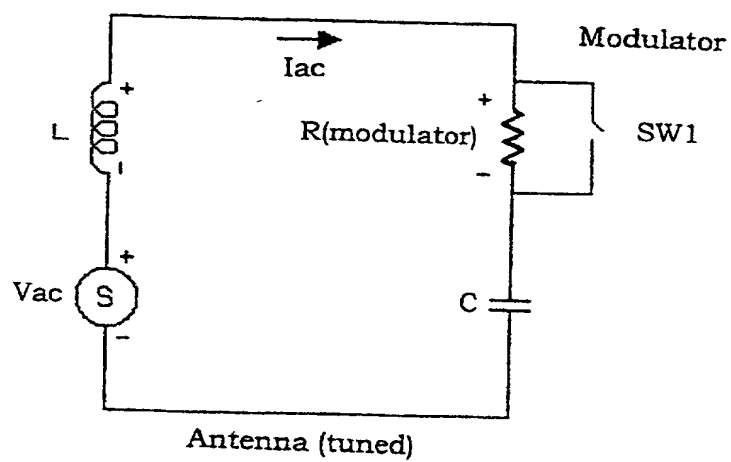 Modulator
Iac
+
L
R(modulator)
+
-
SW1
-
+
Vac
S
C
-
Antenna (tuned)